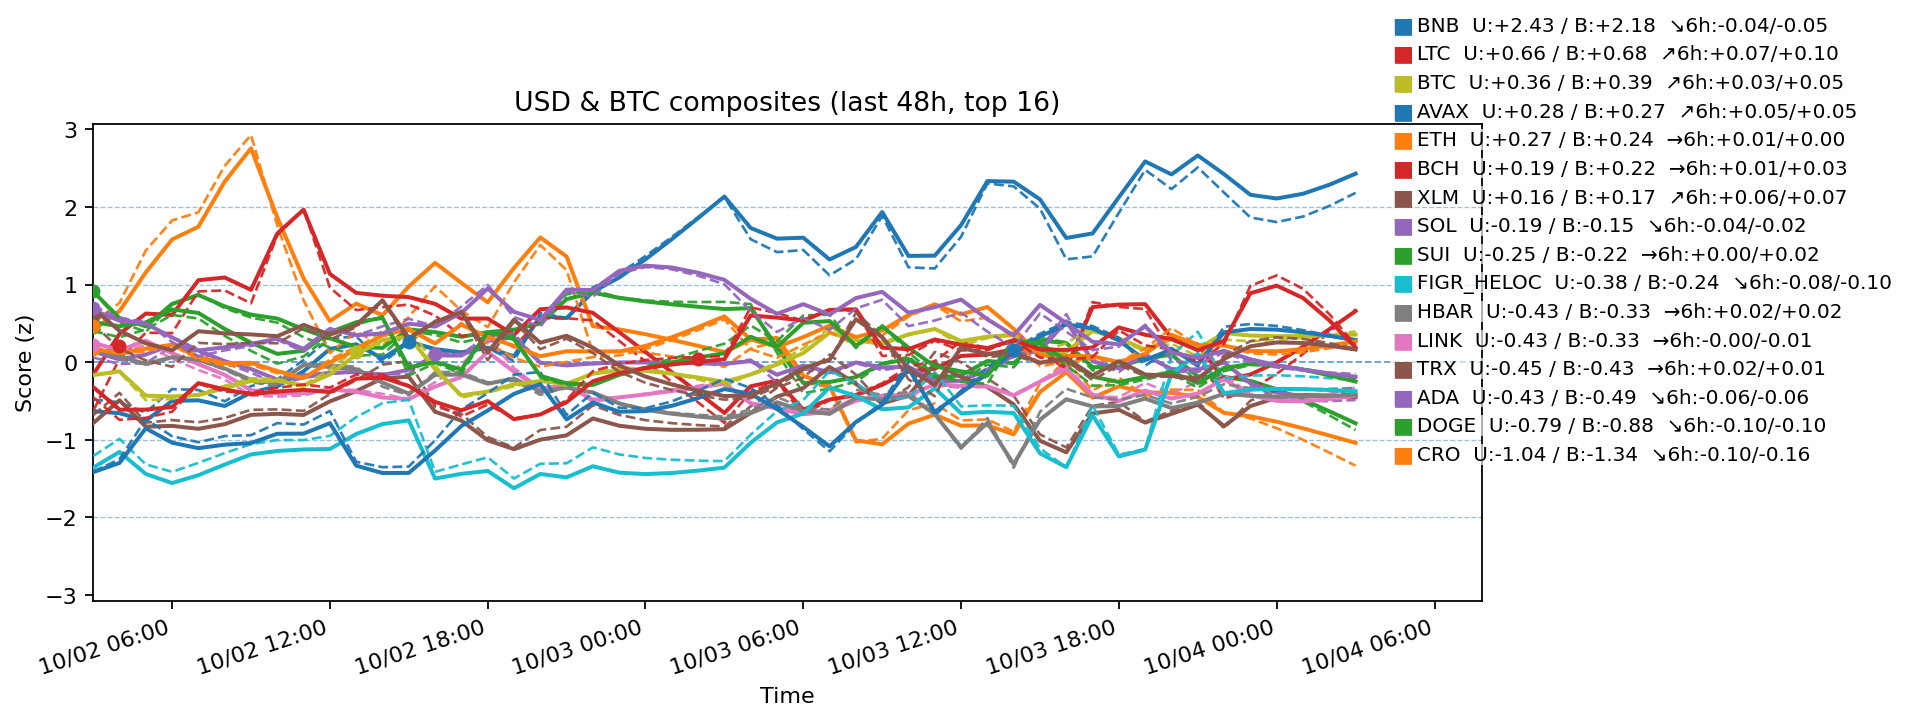 BNB  U:+2.43 / B:+2.18  ↘6h:-0.04/-0.05
LTC  U:+0.66 / B:+0.68  ↗6h:+0.07/+0.10
BTC  U:+0.36 / B:+0.39  ↗6h:+0.03/+0.05
AVAX  U:+0.28 / B:+0.27  ↗6h:+0.05/+0.05
ETH  U:+0.27 / B:+0.24  →6h:+0.01/+0.00
BCH  U:+0.19 / B:+0.22  →6h:+0.01/+0.03
XLM  U:+0.16 / B:+0.17  ↗6h:+0.06/+0.07
SOL  U:-0.19 / B:-0.15  ↘6h:-0.04/-0.02
SUI  U:-0.25 / B:-0.22  →6h:+0.00/+0.02
FIGR_HELOC  U:-0.38 / B:-0.24  ↘6h:-0.08/-0.10
HBAR  U:-0.43 / B:-0.33  →6h:+0.02/+0.02
LINK  U:-0.43 / B:-0.33  →6h:-0.00/-0.01
TRX  U:-0.45 / B:-0.43  →6h:+0.02/+0.01
ADA  U:-0.43 / B:-0.49  ↘6h:-0.06/-0.06
DOGE  U:-0.79 / B:-0.88  ↘6h:-0.10/-0.10
CRO  U:-1.04 / B:-1.34  ↘6h:-0.10/-0.16
USD & BTC composites (last 48h, top 16)
Score (z)
3
2
1
0
−1
−2
−3
10/02 06:00
10/02 12:00
10/02 18:00
10/03 00:00
10/03 06:00
10/03 12:00
10/03 18:00
10/04 00:00
10/04 06:00
Time